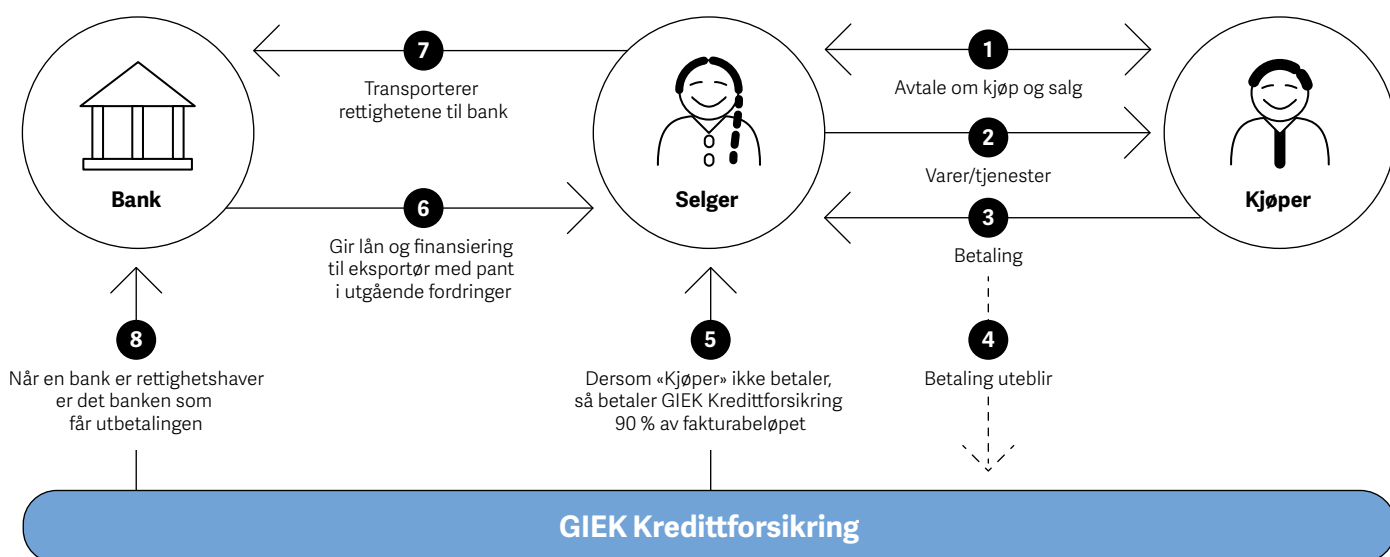 7
Transporterer
rettighetene til bank
1
Avtale om kjøp og salg
2
Varer/tjenester
Bank
Selger
Kjøper
6
Gir lån og finansiering
til eksportør med pant
i utgående fordringer
3
Betaling
8
Når en bank er rettighetshaver
er det banken som
får utbetalingen
5
Dersom «Kjøper» ikke betaler,
så betaler GIEK Kredittforsikring
90 % av fakturabeløpet
4
Betaling uteblir
GIEK Kredittforsikring